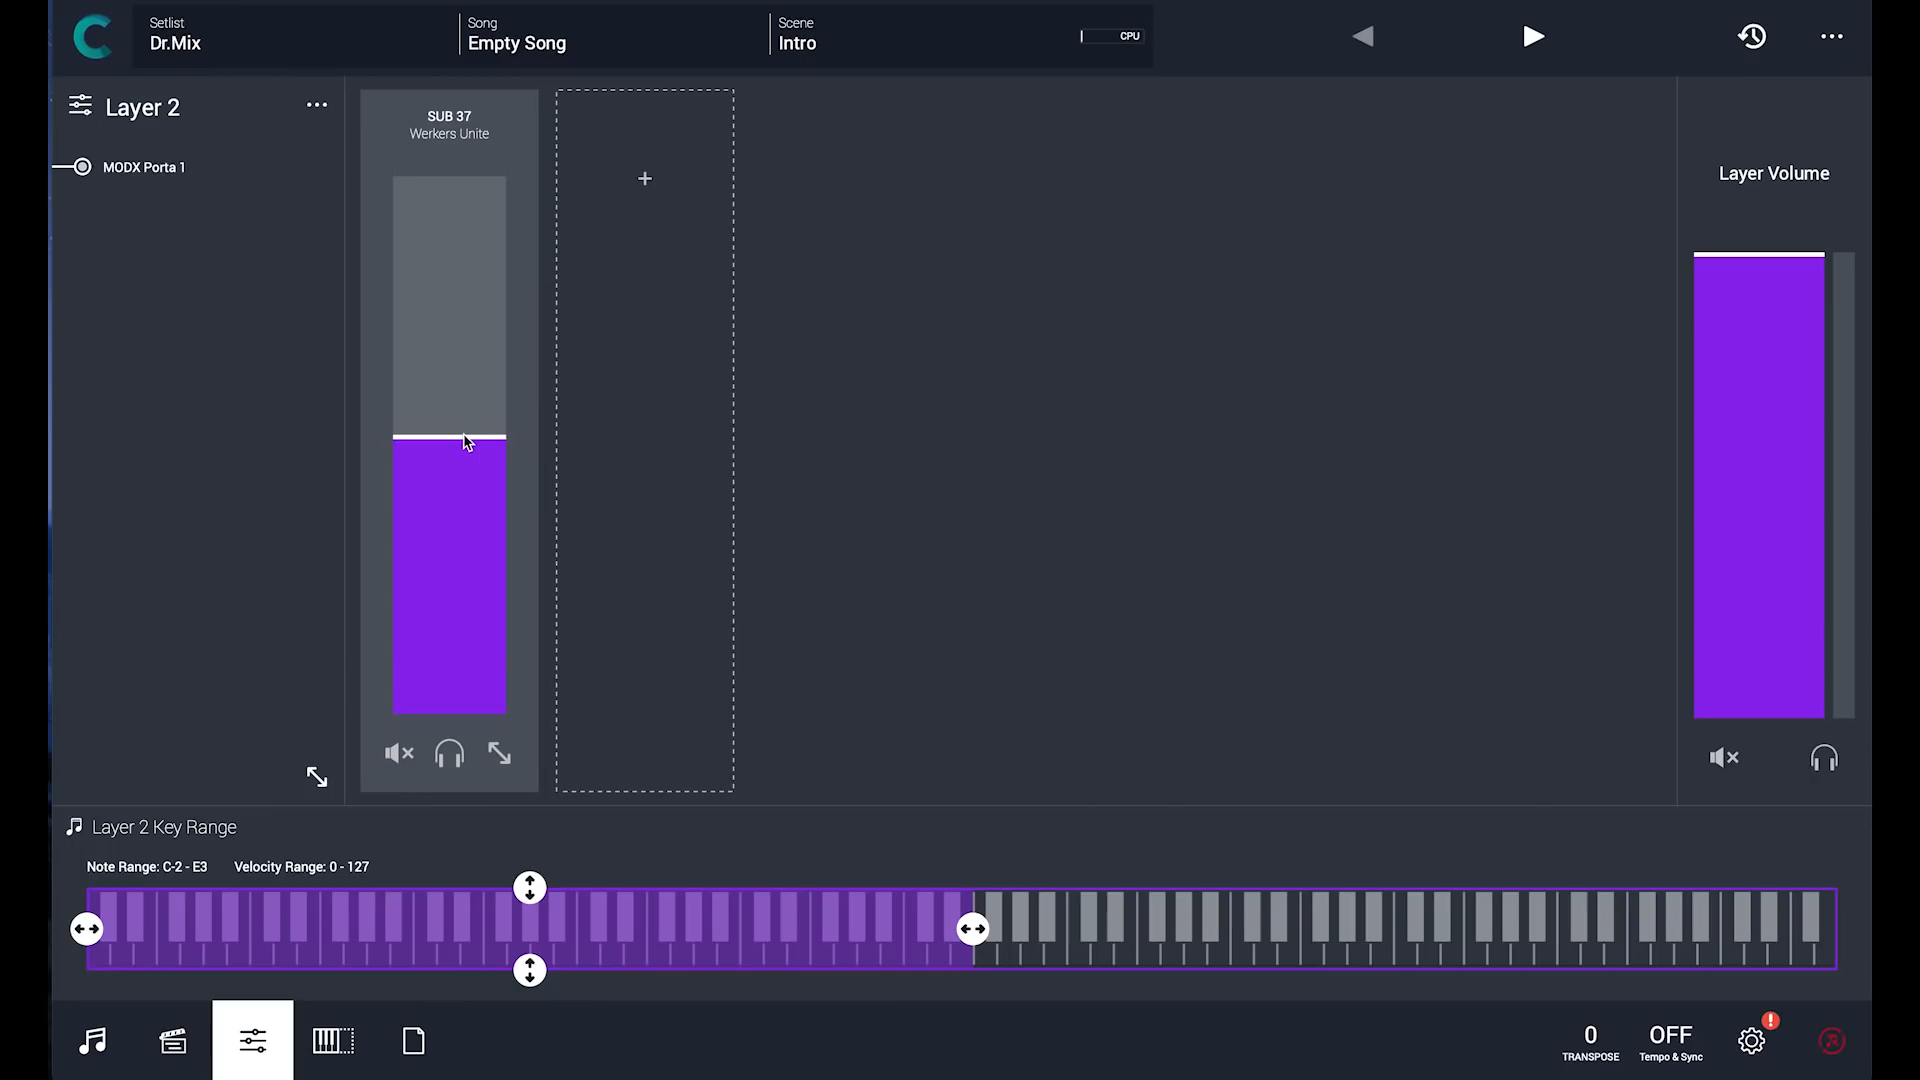 Setlist
Dr.Mix
Song
Empty Song
Scene
Intro
CPU
Layer 2
MODX Porta 1
SUB 37
Werkers Unite
Layer Volume
Layer 2 Key Range
Note Range: C-2 - E3
Velocity Range: 0 - 127
0
TRANSPOSE
OFF
Tempo & Sync